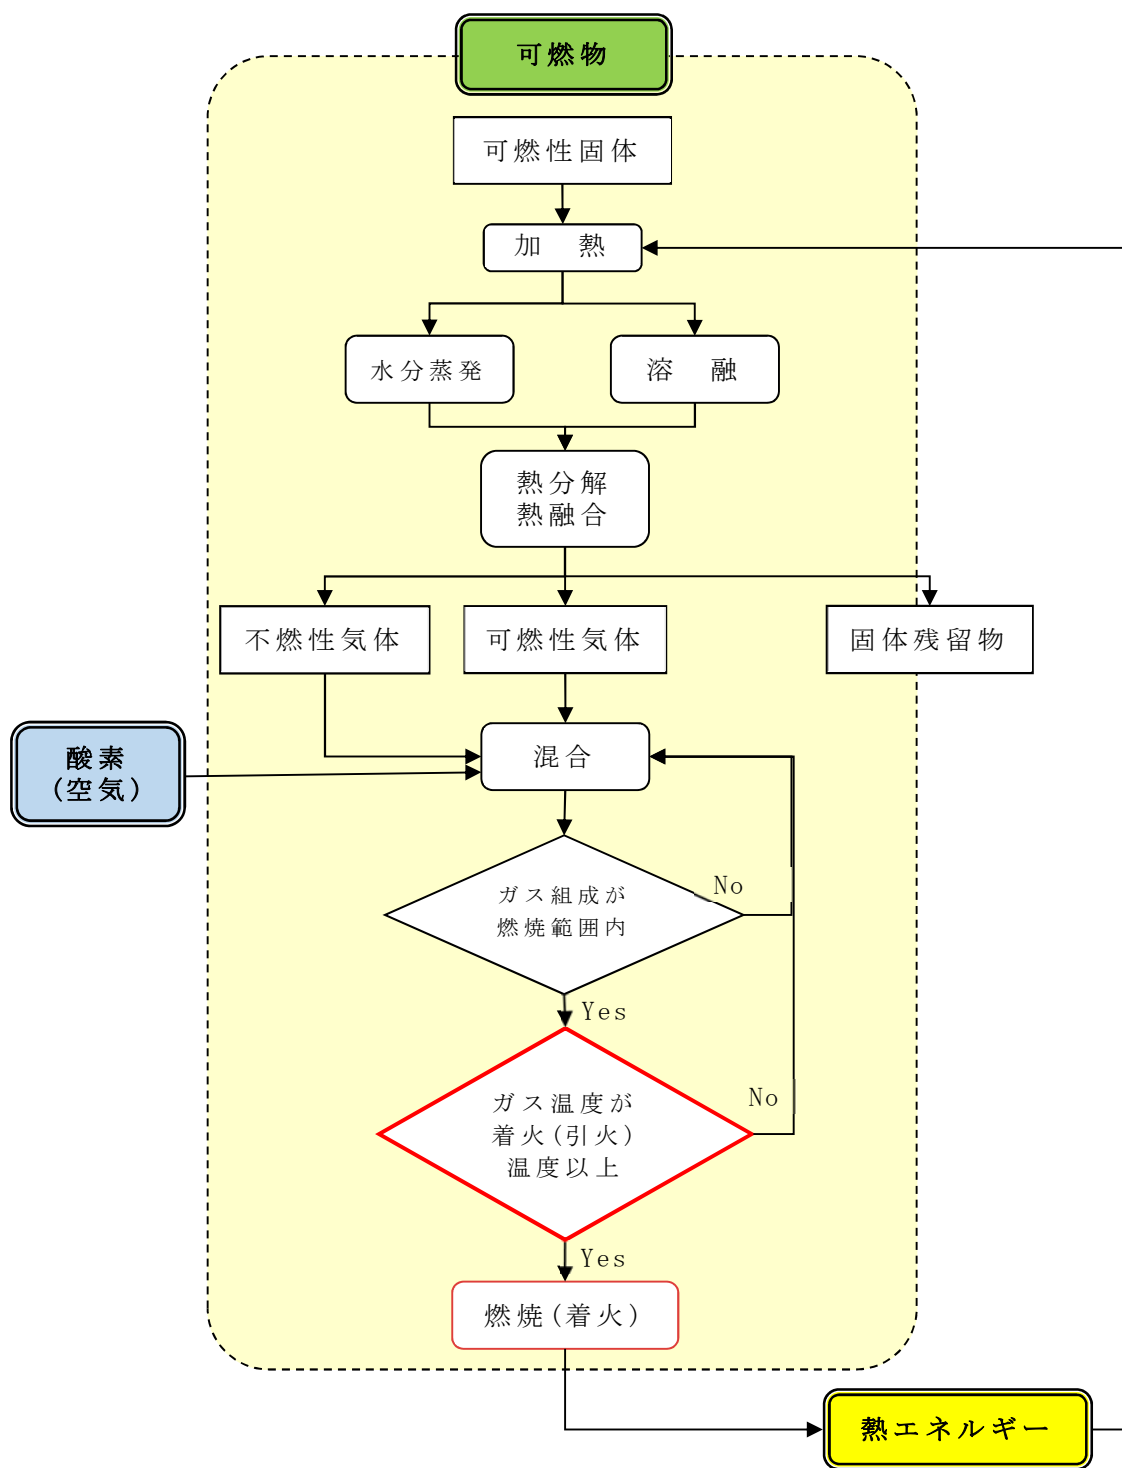 可燃物
可燃性固体
加　熱
水分蒸発
溶　融
熱分解
熱融合
不燃性気体
可燃性気体
固体残留物
酸素
(空気)
混合
ガス組成が
燃焼範囲内
No
Yes
ガス温度が
着火(引火)
温度以上
No
Yes
燃焼(着火)
熱エネルギー